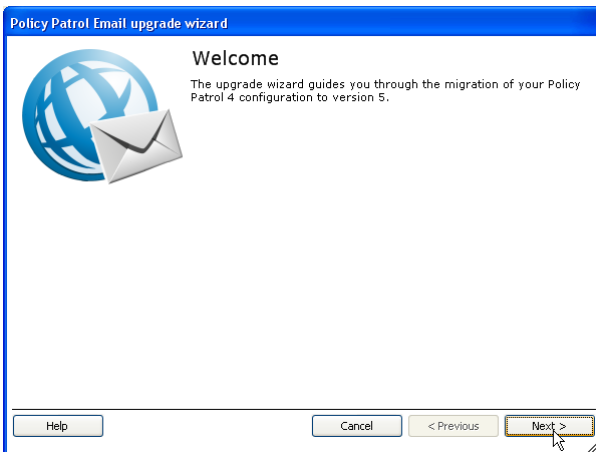 Policy Patrol Email upgrade wizard
Welcome
The upgrade wizard guides you through the migration of your Policy
Patrol 4 configuration to version 5.
Help Cancel < Previous Next >